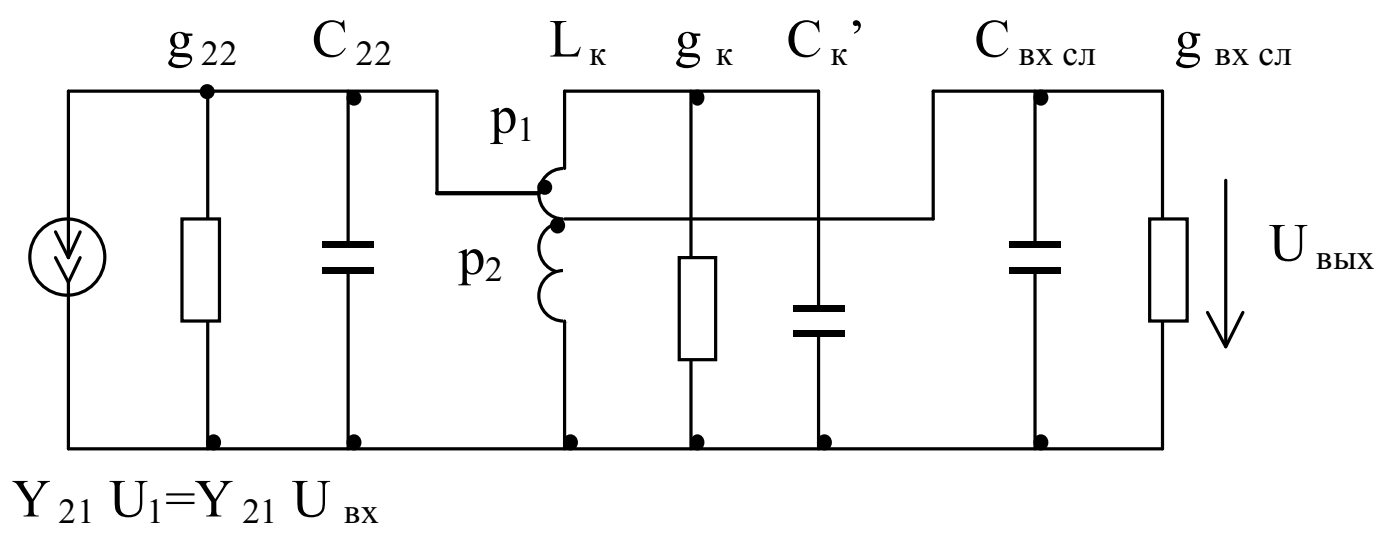 g 22 C 22 L к g к C к’ C вх сл g вх сл
p1
p2
U вых
Y 21 U1=Y 21 U вх